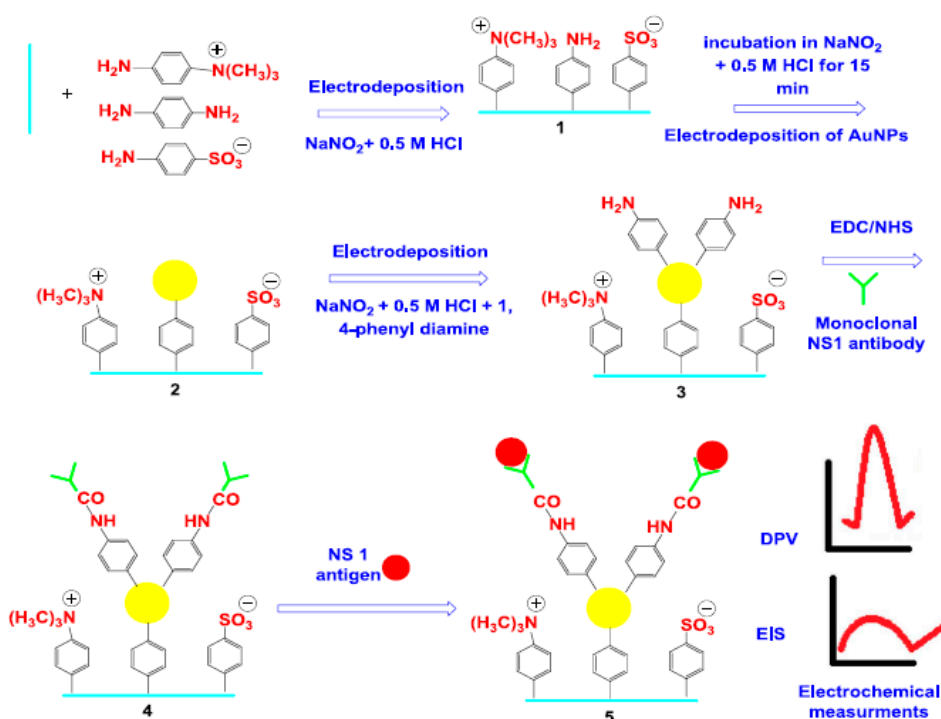 +
H₂N N(CH₃)₃ +
H₂N NH₂
H₂N SO₃ −
Electrodeposition
NaNO₂+ 0.5 M HCl
+ N(CH₃)₃ NH₂ SO₃ −
1
incubation in NaNO₂
+ 0.5 M HCl for 15
min
Electrodeposition of AuNPs
(H₃C)₃N + SO₃ −
2
Electrodeposition
NaNO₂ + 0.5 M HCl + 1,
4-phenyl diamine
H₂N NH₂
(H₃C)₃N + SO₃ −
3
EDC/NHS
Monoclonal
NS1 antibody
CO CO
NH NH
(H₃C)₃N + SO₃ −
4
NS 1
antigen
CO CO
NH NH
(H₃C)₃N + SO₃ −
5
DPV
EIS
Electrochemical
measurments